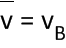 v̅ = v_B